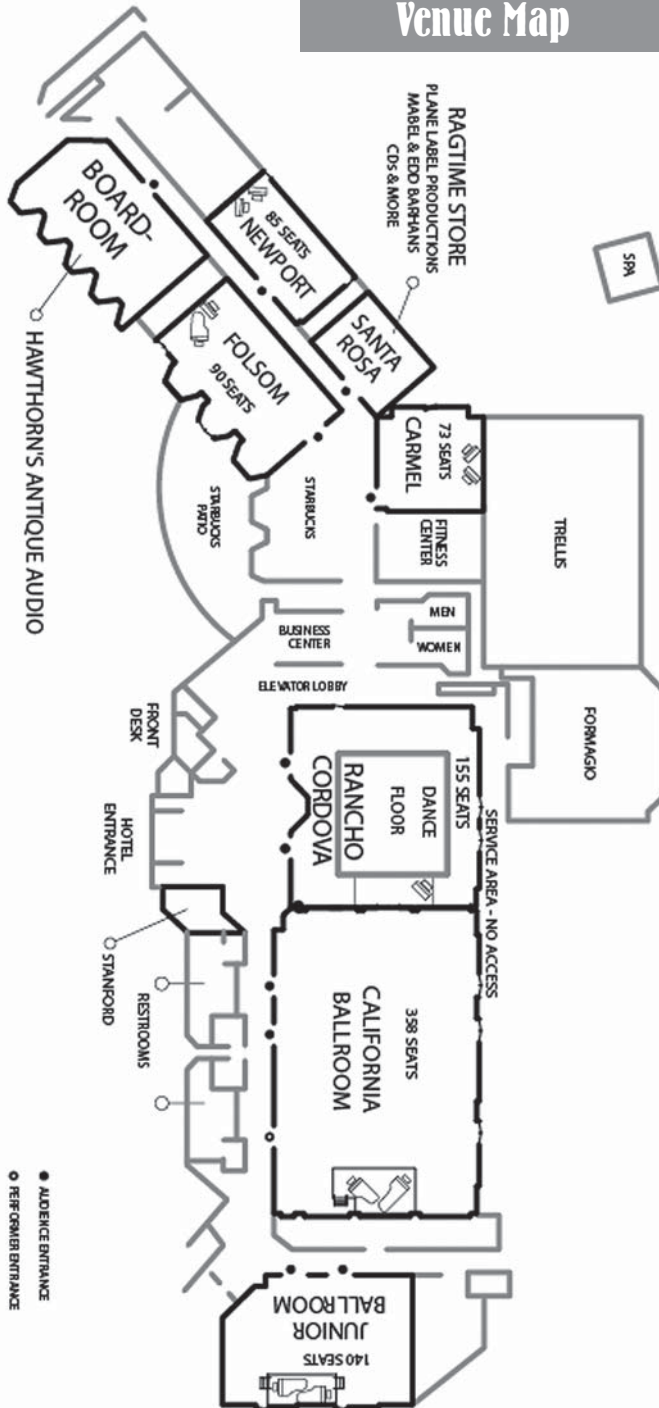 Venue Map
RAGTIME STORE
PLANE LABEL PRODUCTIONS
MABEL & EDD BARHANS
CDs & MORE
SPA
BOARD-
ROOM
85 SEATS
NEWPORT
SANTA
ROSA
FOLSOM
90 SEATS
HAWTHORN'S ANTIQUE AUDIO
73 SEATS
CARMEL
FITNESS
CENTER
TRELLIS
STARBUCKS
STARBUCKS
PATIO
MEN
WOMEN
BUSINESS
CENTER
ELEVATOR LOBBY
FORMAGIO
FRONT
DESK
HOTEL
ENTRANCE
155 SEATS
DANCE
FLOOR
RANCHO
CORDOVA
SERVICE AREA - NO ACCESS
STANFORD
RESTROOMS
358 SEATS
CALIFORNIA
BALLROOM
JUNIOR
BALLROOM
140 SEATS
AUDIENCE ENTRANCE
PERFORMER ENTRANCE